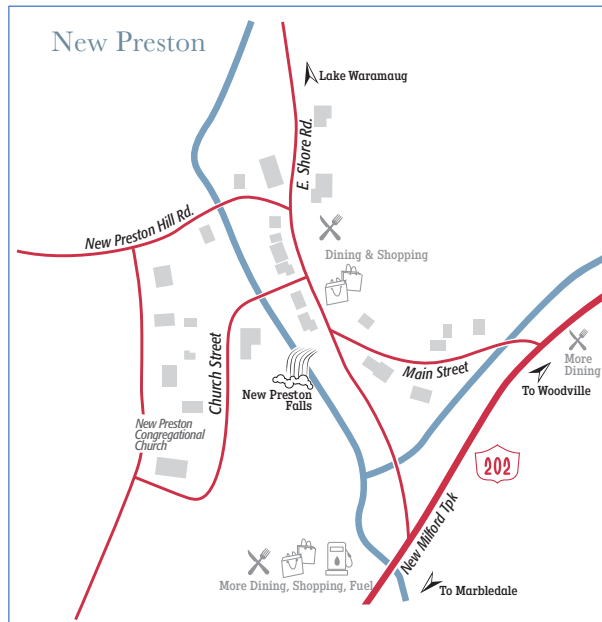 New Preston
Lake Waramaug
E. Shore Rd.
New Preston Hill Rd.
Dining & Shopping
Church Street
Main Street
More
Dining
To Woodville
New Preston
Falls
New Preston
Congregational
Church
202
New Milford Tpk
More Dining, Shopping, Fuel
To Marbledale